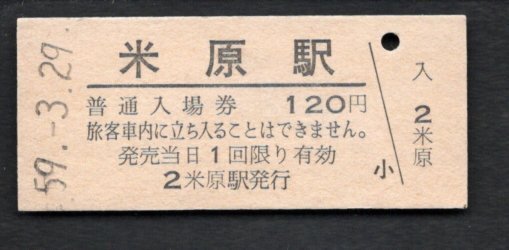 59.-3.29.
米原駅
普通入場券 120円
旅客車内に立ち入ることはできません。
発売当日1回限り有効
2米原駅発行
小
入
2
米原